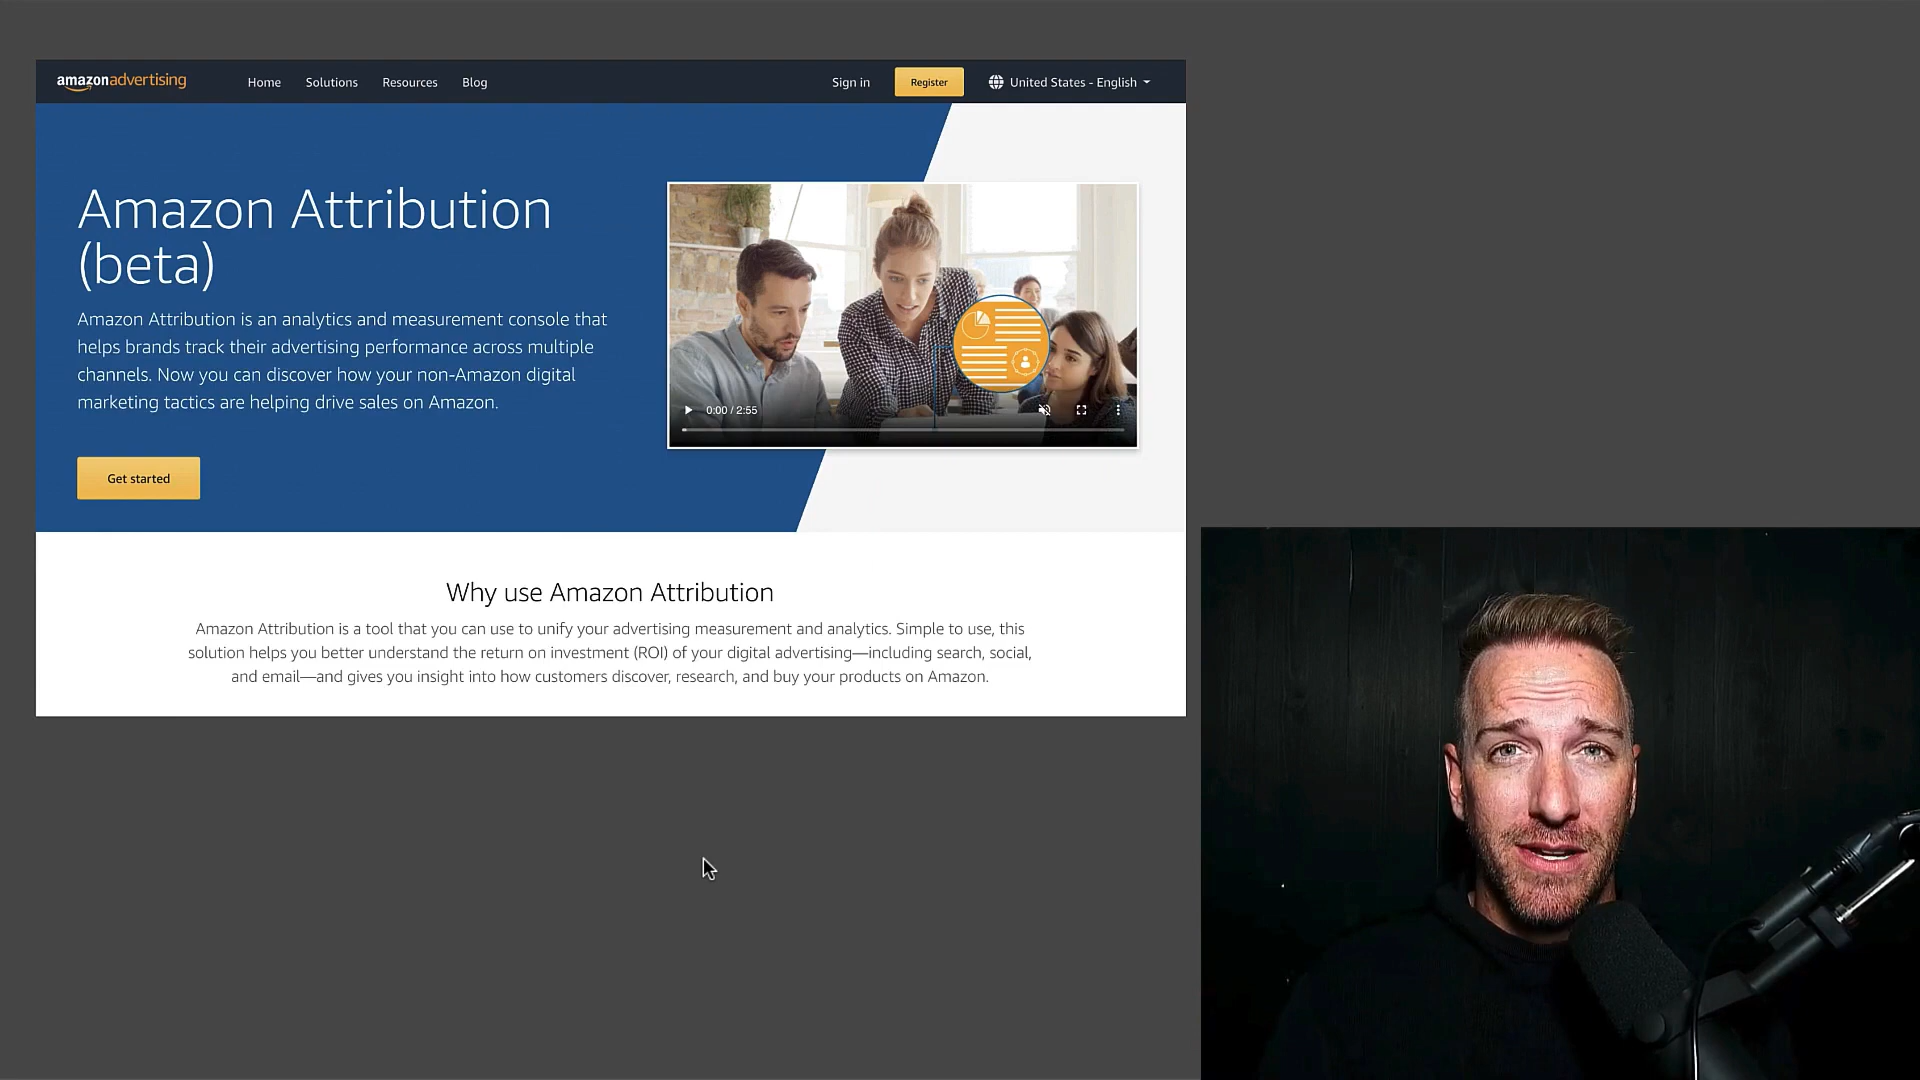 amazonadvertising Home Solutions Resources Blog Sign in Register United States - English
Amazon Attribution
(beta)
Amazon Attribution is an analytics and measurement console that
helps brands track their advertising performance across multiple
channels. Now you can discover how your non-Amazon digital
marketing tactics are helping drive sales on Amazon.
Get started
0:00 / 2:55
Why use Amazon Attribution
Amazon Attribution is a tool that you can use to unify your advertising measurement and analytics. Simple to use, this
solution helps you better understand the return on investment (ROI) of your digital advertising—including search, social,
and email—and gives you insight into how customers discover, research, and buy your products on Amazon.